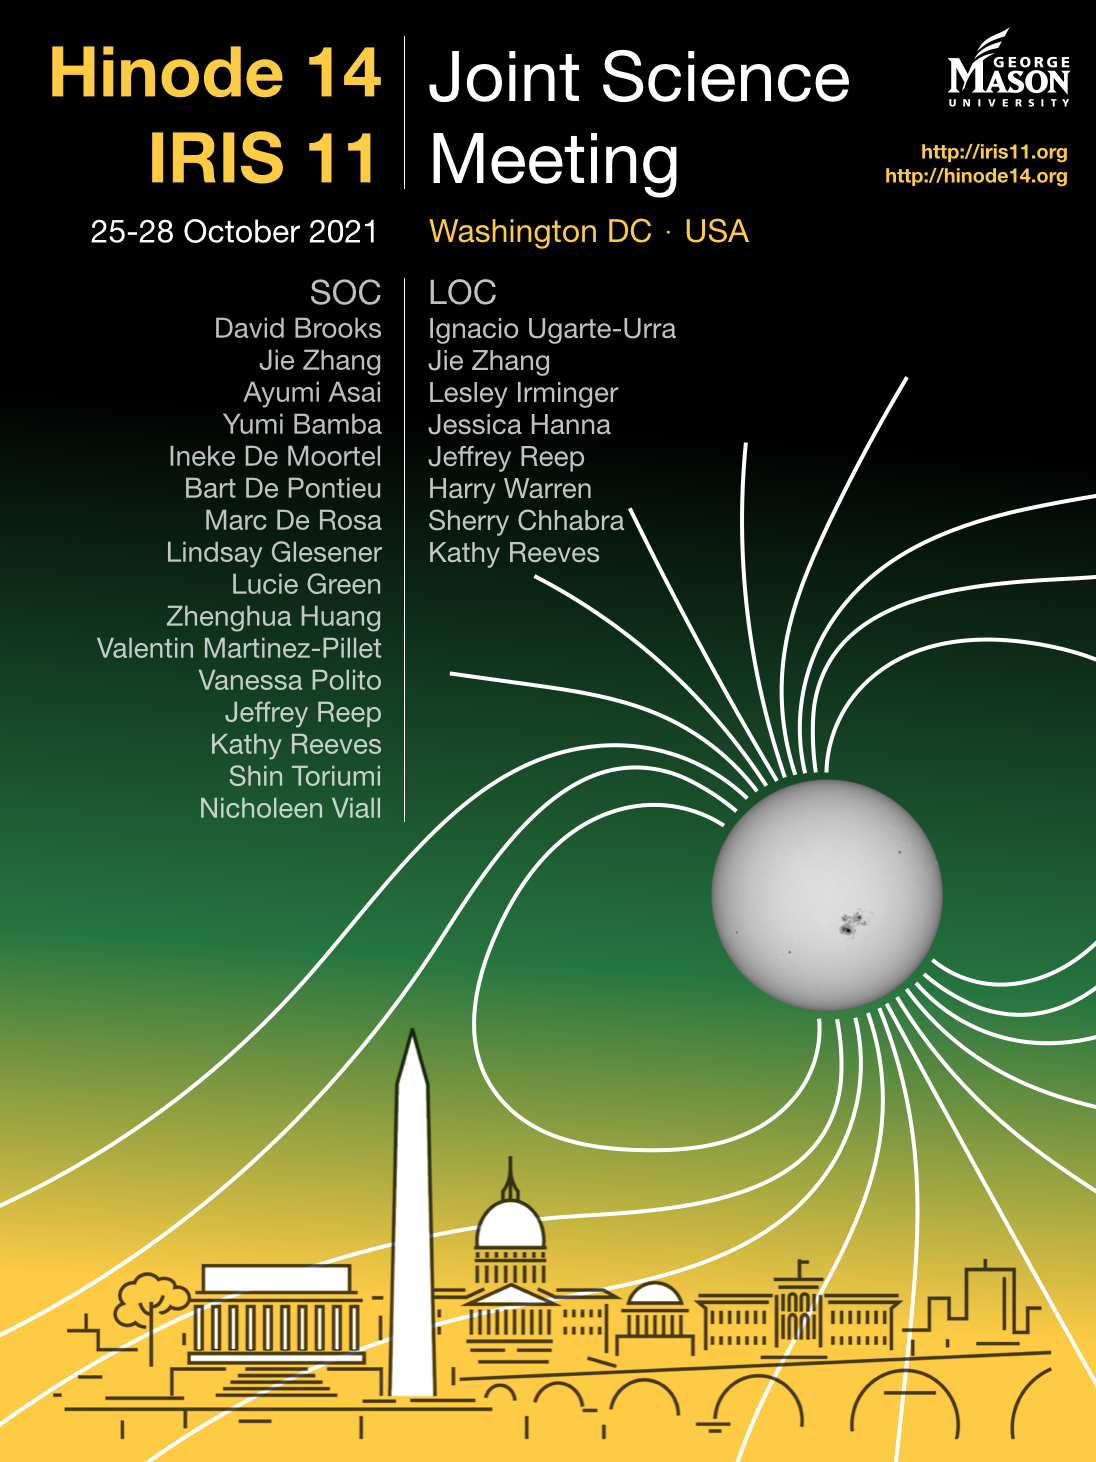 Hinode 14
IRIS 11
Joint Science
Meeting
GEORGE
MASON
UNIVERSITY
http://iris11.org
http://hinode14.org
25-28 October 2021
Washington DC · USA
SOC
David Brooks
Jie Zhang
Ayumi Asai
Yumi Bamba
Ineke De Moortel
Bart De Pontieu
Marc De Rosa
Lindsay Glesener
Lucie Green
Zhenghua Huang
Valentin Martinez-Pillet
Vanessa Polito
Jeffrey Reep
Kathy Reeves
Shin Toriumi
Nicholeen Viall
LOC
Ignacio Ugarte-Urra
Jie Zhang
Lesley Irminger
Jessica Hanna
Jeffrey Reep
Harry Warren
Sherry Chhabra
Kathy Reeves